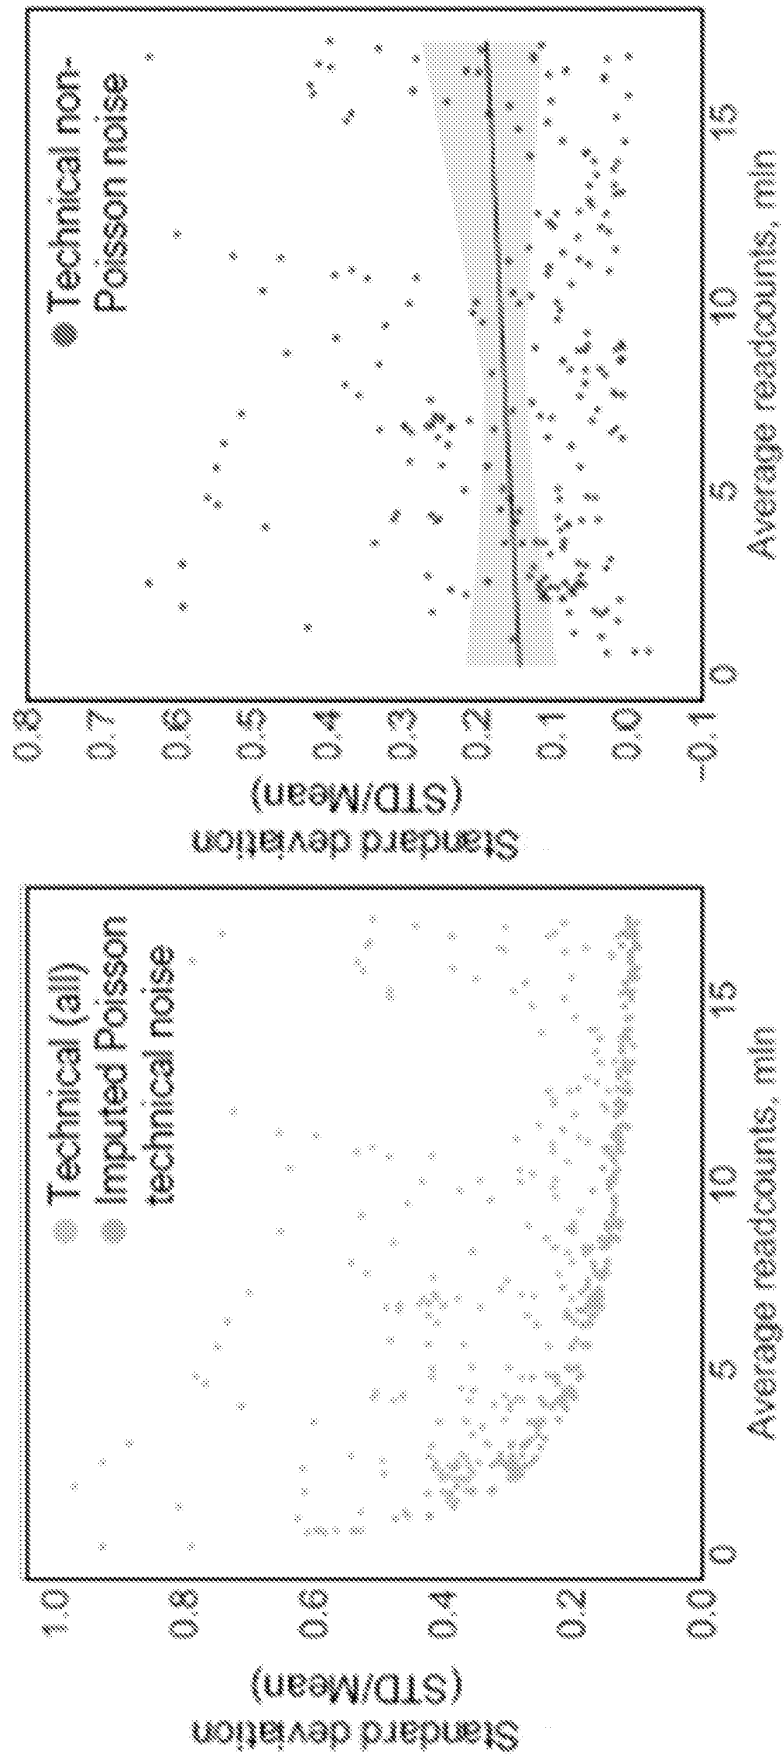 Standard deviation
(STD/Mean)
1.0
0.8
0.6
0.4
0.2
0.0
Technical (all)
Imputed Poisson
technical noise
0
5
10
15
Average readcounts, mln
Standard deviation
(STD/Mean)
0.8
0.7
0.6
0.5
0.4
0.3
0.2
0.1
0.0
-0.1
Technical non-
Poisson noise
0
5
10
15
Average readcounts, mln